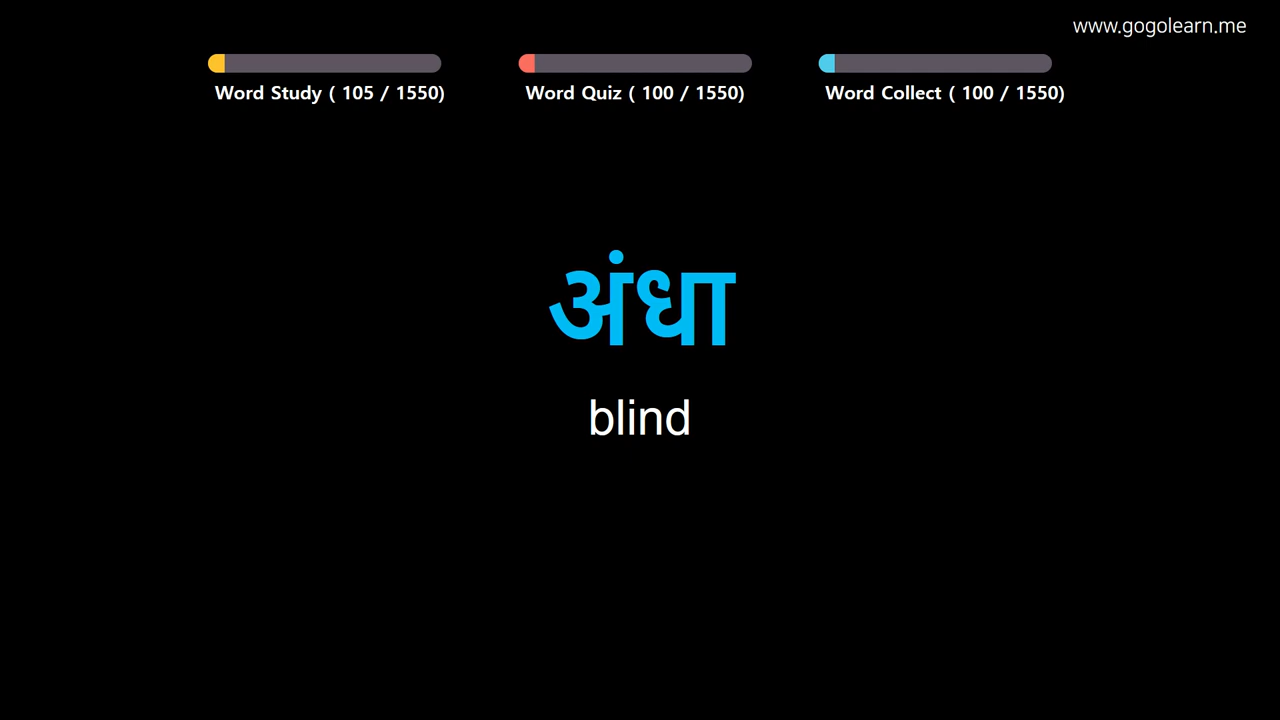 www.gogolearn.me
Word Study ( 105 / 1550)
Word Quiz ( 100 / 1550)
Word Collect ( 100 / 1550)
अंधा
blind